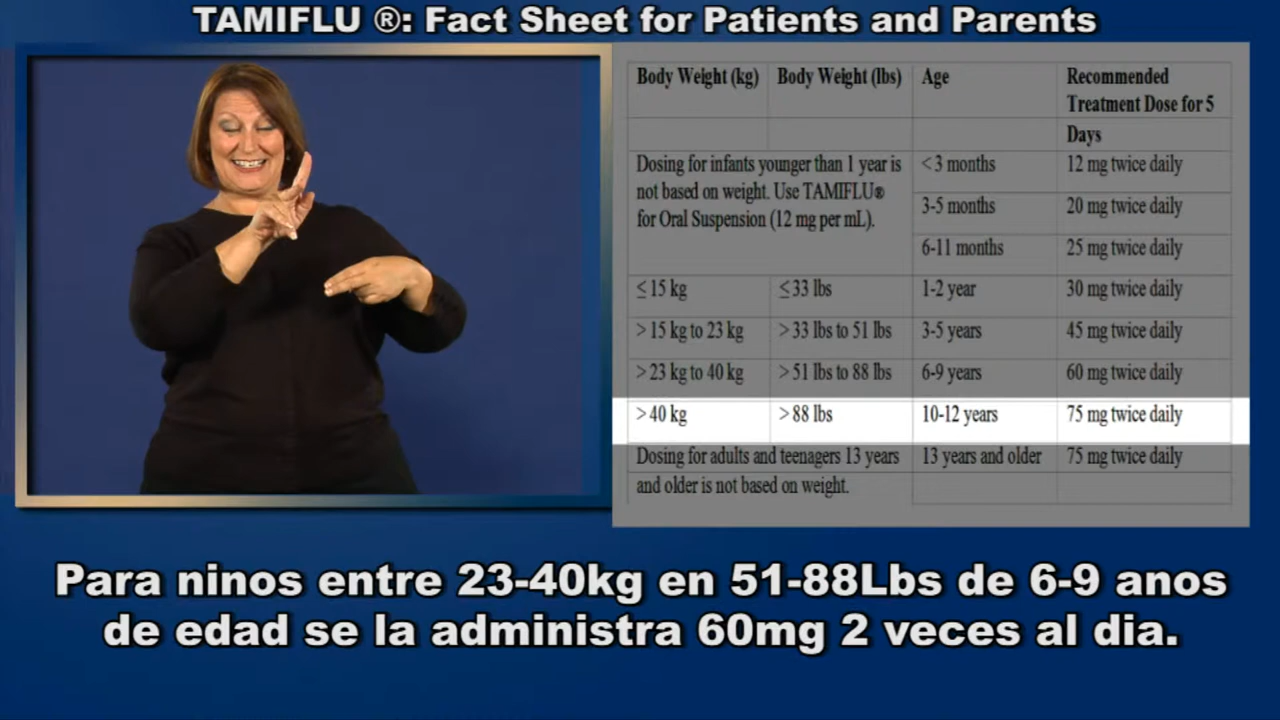 TAMIFLU ®: Fact Sheet for Patients and Parents
Body Weight (kg) Body Weight (lbs) Age Recommended
Treatment Dose for 5
Days
Dosing for infants younger than 1 year is < 3 months 12 mg twice daily
not based on weight. Use TAMIFLU®
for Oral Suspension (12 mg per mL). 3-5 months 20 mg twice daily
6-11 months 25 mg twice daily
≤ 15 kg ≤ 33 lbs 1-2 year 30 mg twice daily
> 15 kg to 23 kg > 33 lbs to 51 lbs 3-5 years 45 mg twice daily
> 23 kg to 40 kg > 51 lbs to 88 lbs 6-9 years 60 mg twice daily
> 40 kg > 88 lbs 10-12 years 75 mg twice daily
Dosing for adults and teenagers 13 years 13 years and older 75 mg twice daily
and older is not based on weight.
Para ninos entre 23-40kg en 51-88Lbs de 6-9 anos
de edad se la administra 60mg 2 veces al dia.